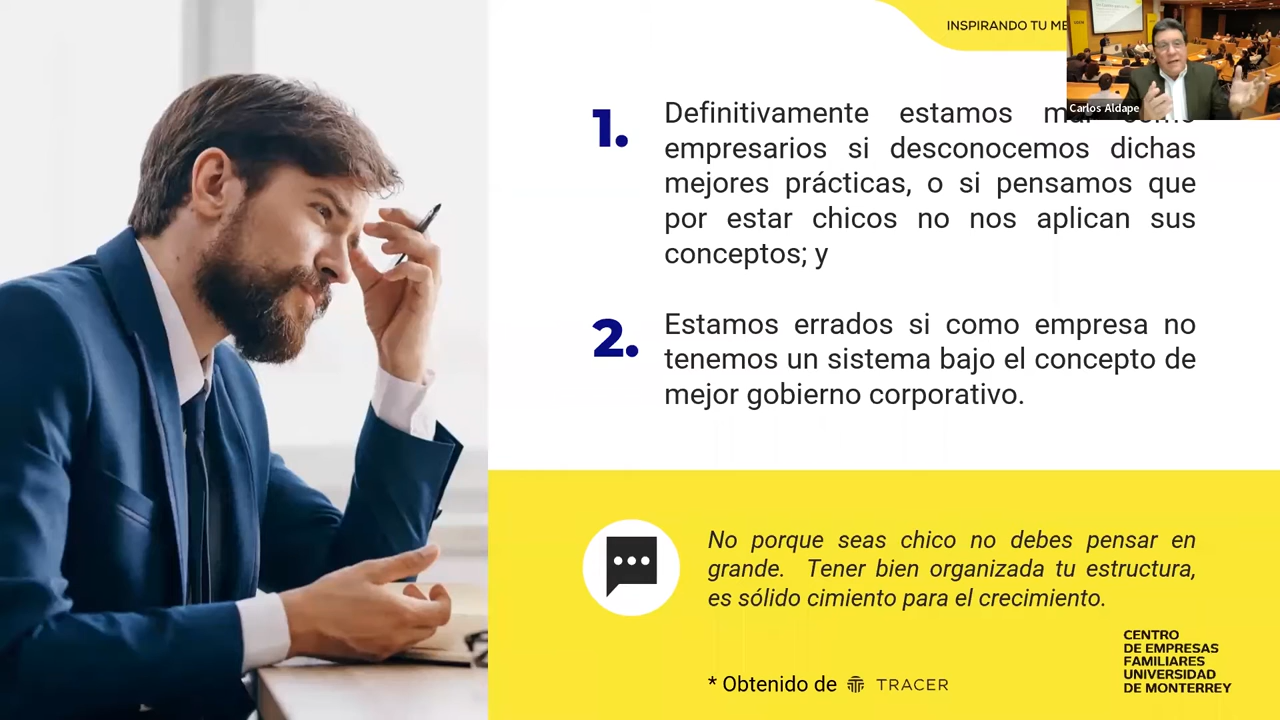 INSPIRANDO TU
Carlos Aldape
1.
Definitivamente estamos
empresarios si desconocemos dichas
mejores prácticas, o si pensamos que
por estar chicos no nos aplican sus
conceptos; y
2.
Estamos errados si como empresa no
tenemos un sistema bajo el concepto de
mejor gobierno corporativo.
No porque seas chico no debes pensar en
grande. Tener bien organizada tu estructura,
es sólido cimiento para el crecimiento.
* Obtenido de TRACER
CENTRO
DE EMPRESAS
FAMILIARES
UNIVERSIDAD
DE MONTERREY